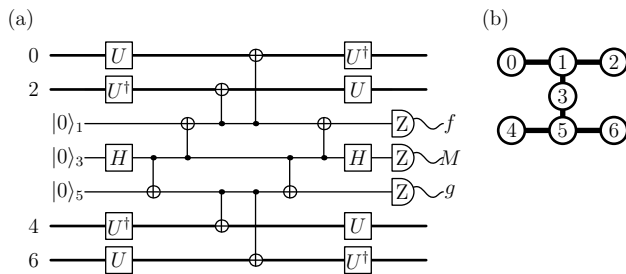 (a)
(b)
0 U U†
2 U† U
|0⟩₁ Z f
|0⟩₃ H H Z M
|0⟩₅ Z g
4 U† U
6 U U†
0 1 2
3
4 5 6